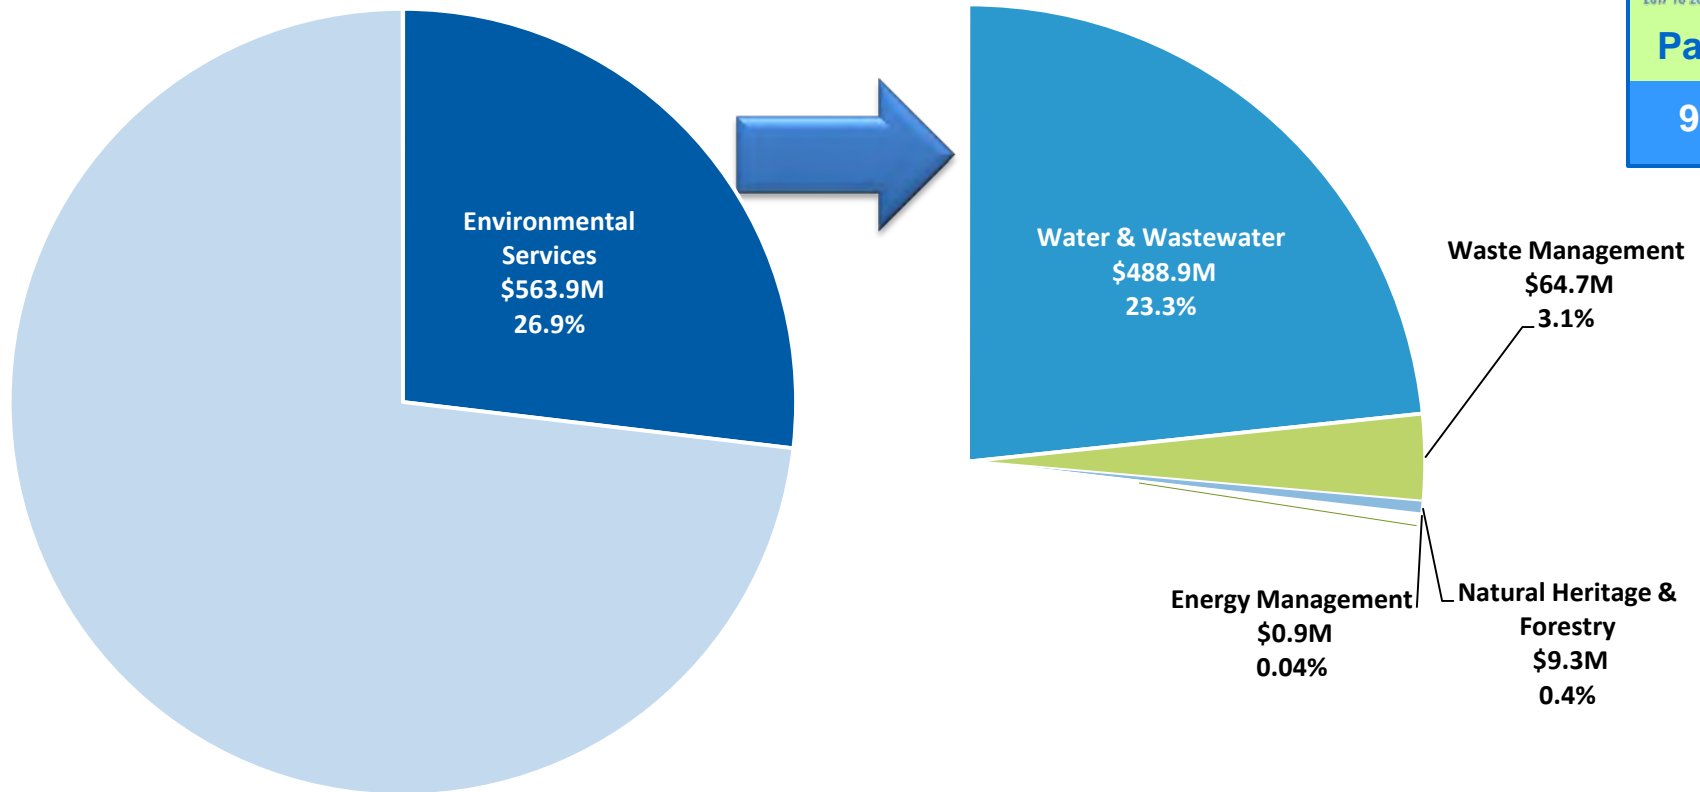 Pa
9
Environmental
Services
$563.9M
26.9%
Water & Wastewater
$488.9M
23.3%
Waste Management
$64.7M
3.1%
Energy Management
$0.9M
0.04%
Natural Heritage &
Forestry
$9.3M
0.4%